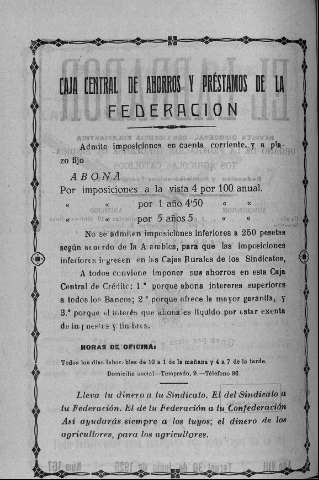 CAJA CENTRAL DE AHORROS Y PRÉSTAMOS DE LA
FEDERACION
Admite imposiciones en cuenta corriente, y a pla-
zo fijo
ABONA
Por imposiciones a la vista 4 por 100 anual.
« « por 1 año 4'50 « «
« « por 5 años 5 « «
No se admiten imposiciones inferiores a 250 pesetas
según acuerdo de la Asamblea, para que las imposiciones
inferiores ingresen en las Cajas Rurales de los Sindicatos,
A todos conviene imponer sus ahorros en esta Caja
Central de Crédito: 1.º porque abona intereses superiores
a todos los Bancos; 2.º porque ofrece la mayor garantía, y
3.º porque el interés que abona es líquido por estar exenta
de impuestos y timbres.
HORAS DE OFICINA:
Todos los días laborables de 10 a 1 de la mañana y 4 a 7 de la tarde.
Domicilio social—Temprado, 9.—Teléfono 96
Lleva tu dinero a tu Sindicato. El del Sindicato a
tu Federación. El de tu Federación a tu Confederación
Así ayudarás siempre a los tuyos; el dinero de los
agricultores, para los agricultores.